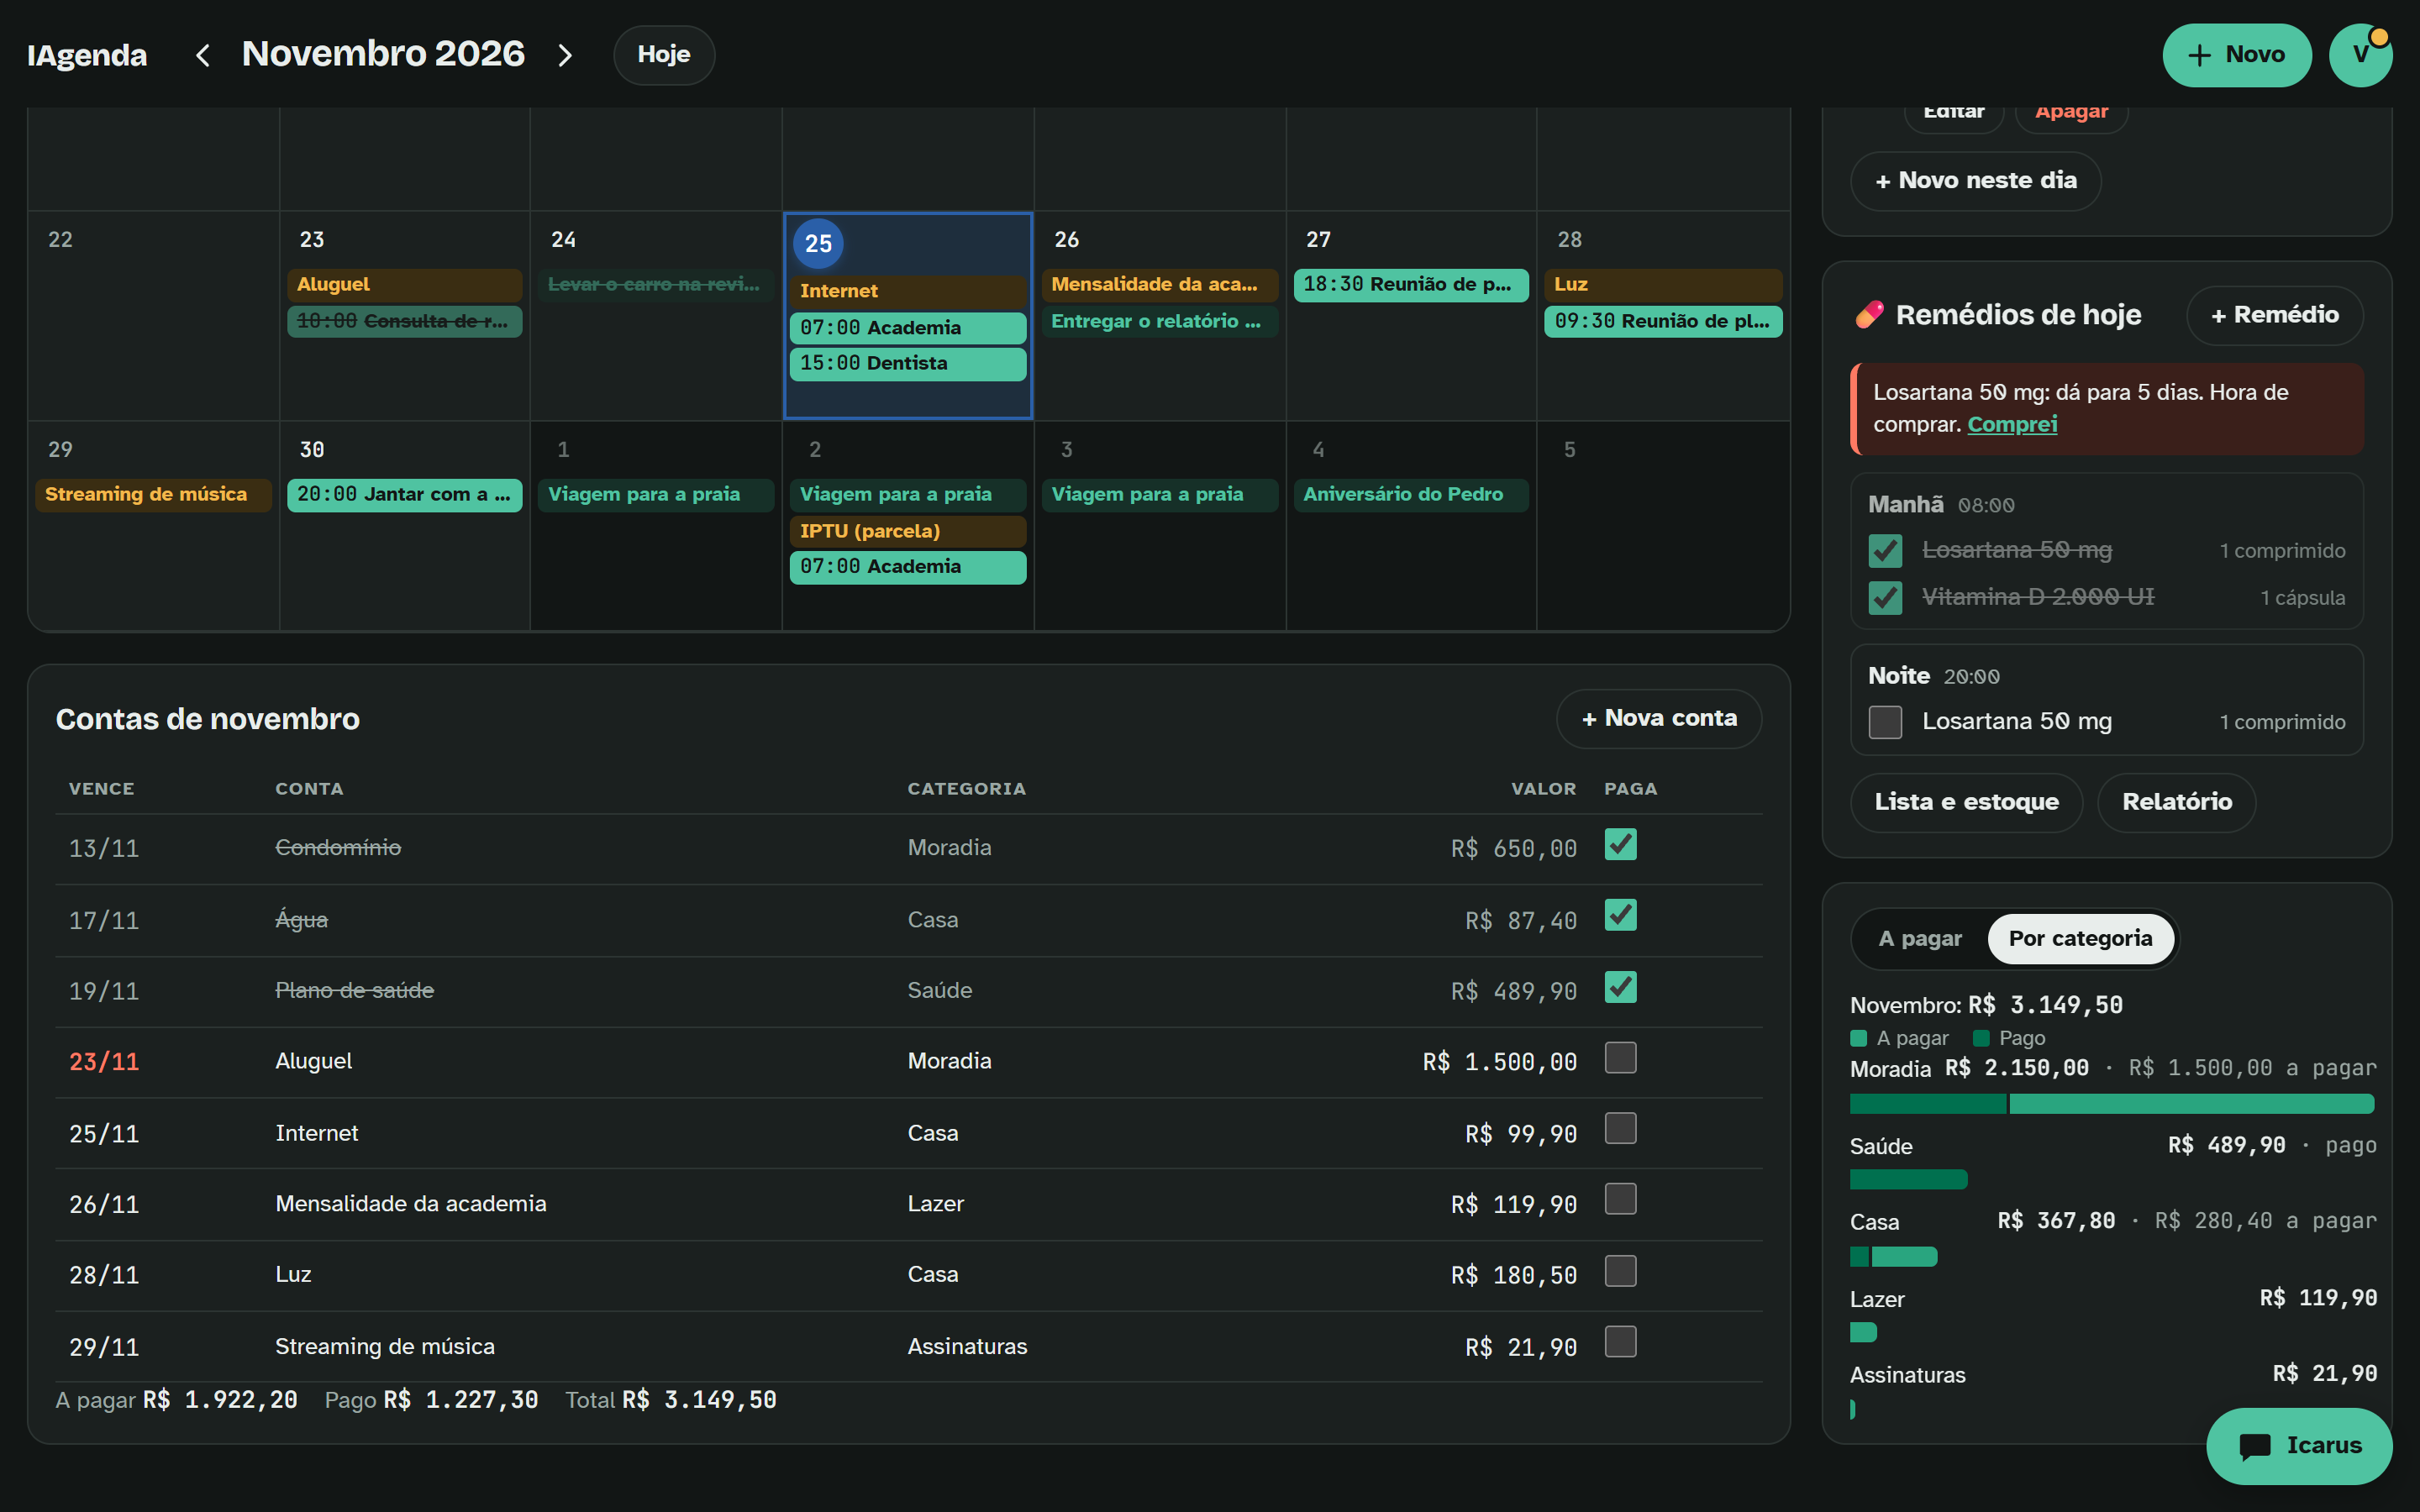 IAgenda
Novembro 2026
Hoje
+ Novo
V
Editar Apagar
+ Novo neste dia
22 23 24 25 26 27 28
Aluguel
10:00 Consulta de r...
Levar o carro na revi...
Internet
07:00 Academia
15:00 Dentista
Mensalidade da aca...
Entregar o relatório ...
18:30 Reunião de p...
Luz
09:30 Reunião de pl...
29 30 1 2 3 4 5
Streaming de música
20:00 Jantar com a ...
Viagem para a praia
Viagem para a praia
IPTU (parcela)
07:00 Academia
Viagem para a praia
Aniversário do Pedro
Contas de novembro
+ Nova conta
VENCE CONTA CATEGORIA VALOR PAGA
13/11 Condomínio Moradia R$ 650,00
17/11 Água Casa R$ 87,40
19/11 Plano de saúde Saúde R$ 489,90
23/11 Aluguel Moradia R$ 1.500,00
25/11 Internet Casa R$ 99,90
26/11 Mensalidade da academia Lazer R$ 119,90
28/11 Luz Casa R$ 180,50
29/11 Streaming de música Assinaturas R$ 21,90
A pagar R$ 1.922,20 Pago R$ 1.227,30 Total R$ 3.149,50
Remédios de hoje
+ Remédio
Losartana 50 mg: dá para 5 dias. Hora de
comprar. Comprei
Manhã 08:00
Losartana 50 mg 1 comprimido
Vitamina D 2.000 UI 1 cápsula
Noite 20:00
Losartana 50 mg 1 comprimido
Lista e estoque
Relatório
A pagar
Por categoria
Novembro: R$ 3.149,50
A pagar Pago
Moradia R$ 2.150,00 · R$ 1.500,00 a pagar
Saúde R$ 489,90 · pago
Casa R$ 367,80 · R$ 280,40 a pagar
Lazer R$ 119,90
Assinaturas R$ 21,90
Icarus